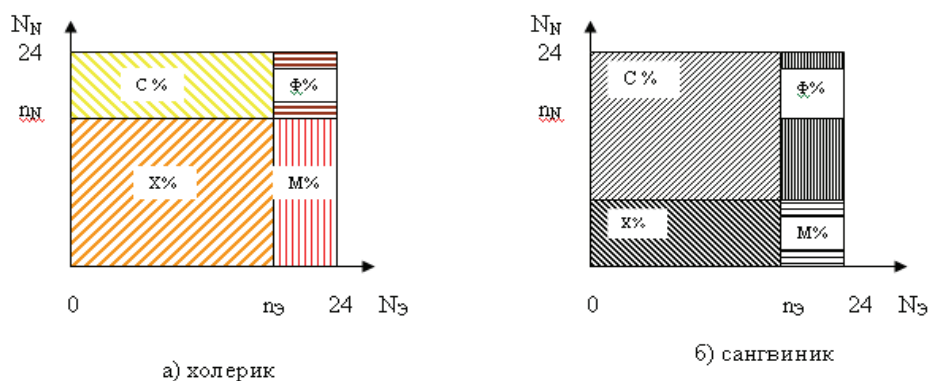 N_N
24
С %
Ф%
n_N
Х%
М%
0
n_Э
24
N_Э
а) холерик
N_N
24
С %
Ф%
n_N
Х%
М%
0
n_Э
24
N_Э
б) сангвиник